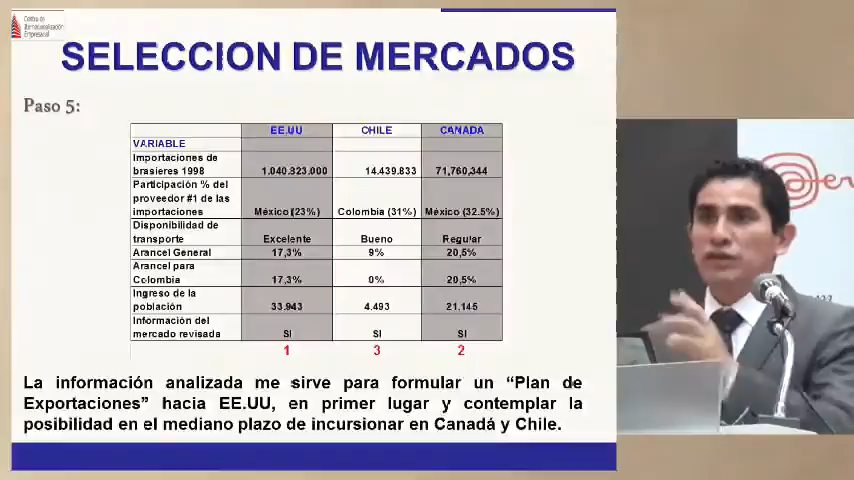 Centro de
Internacionalización
Empresarial
SELECCION DE MERCADOS
Paso 5:
EE.UU CHILE CANADA
VARIABLE
Importaciones de
brasieres 1998 1.040.323.000 14.439.833 71,760,344
Participación % del
proveedor #1 de las
importaciones México (23%) Colombia (31%) México (32.5%)
Disponibilidad de
transporte Excelente Bueno Regular
Arancel General 17,3% 9% 20,5%
Arancel para
Colombia 17,3% 0% 20,5%
Ingreso de la
población 33.943 4.493 21.145
Información del
mercado revisada SI SI SI
1 3 2
La información analizada me sirve para formular un “Plan de
Exportaciones” hacia EE.UU, en primer lugar y contemplar la
posibilidad en el mediano plazo de incursionar en Canadá y Chile.